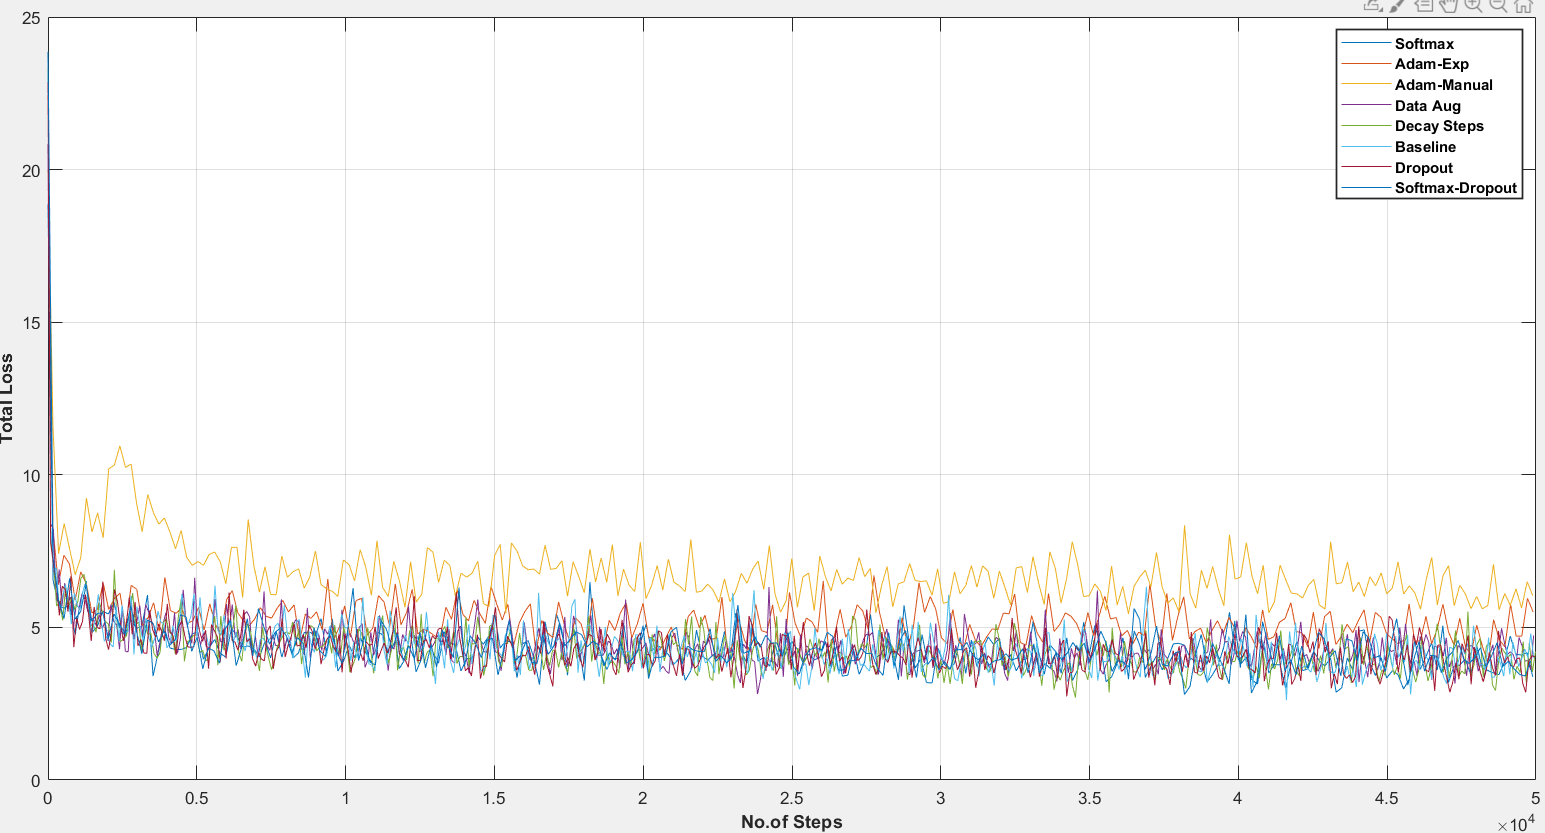 25
20
15
10
5
0
Total Loss
Softmax
Adam-Exp
Adam-Manual
Data Aug
Decay Steps
Baseline
Dropout
Softmax-Dropout
0 0.5 1 1.5 2 2.5 3 3.5 4 4.5 5
No.of Steps
×10⁴